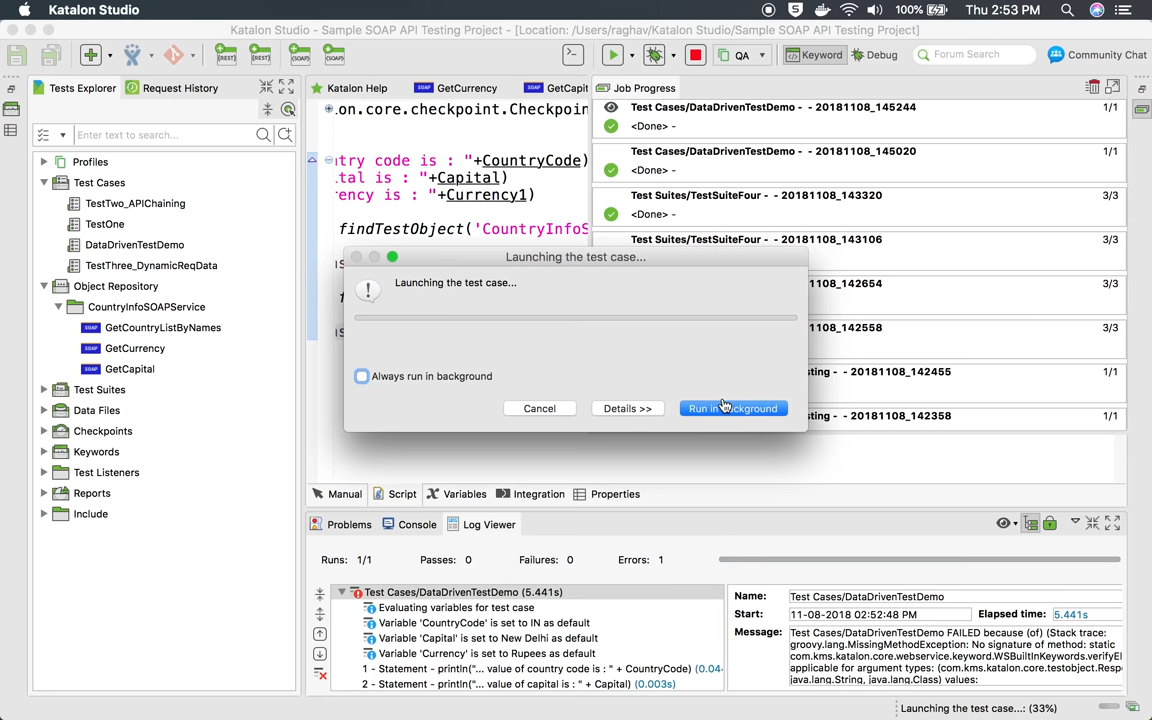 Katalon Studio
100%
Thu 2:53 PM
Katalon Studio - Sample SOAP API Testing Project - [Location: /Users/raghav/Katalon Studio/Sample SOAP API Testing Project]
QA
Keyword
Debug
Forum Search
Community Chat
Tests Explorer
Request History
Katalon Help
SOAP GetCurrency
SOAP GetCapit
Job Progress
Enter text to search...
Profiles
Test Cases
TestTwo_APIChaining
TestOne
DataDrivenTestDemo
TestThree_DynamicReqData
Object Repository
CountryInfoSOAPService
SOAP GetCountryListByNames
SOAP GetCurrency
SOAP GetCapital
Test Suites
Data Files
Checkpoints
Keywords
Test Listeners
Reports
Include
.on.core.checkpoint.Checkpoin
ntry code is : "+CountryCode)
ital is : "+Capital)
rency is : "+Currency1)
findTestObject('CountryInfoS
Test Cases/DataDrivenTestDemo - - 20181108_145244 1/1
<Done> -
Test Cases/DataDrivenTestDemo - - 20181108_145020 1/1
<Done> -
Test Suites/TestSuiteFour - - 20181108_143320 3/3
<Done> -
Test Suites/TestSuiteFour - - 20181108_143106 3/3
108_142654 3/3
108_142558 3/3
ting - - 20181108_142455 1/1
ting - - 20181108_142358 1/1
Launching the test case...
Launching the test case...
Always run in background
Cancel
Details >>
Run in background
Manual
Script
Variables
Integration
Properties
Problems
Console
Log Viewer
Runs: 1/1
Passes: 0
Failures: 0
Errors: 1
Test Cases/DataDrivenTestDemo (5.441s)
Evaluating variables for test case
Variable 'CountryCode' is set to IN as default
Variable 'Capital' is set to New Delhi as default
Variable 'Currency' is set to Rupees as default
1 - Statement - println("... value of country code is : " + CountryCode) (0.04
2 - Statement - println("... value of capital is : " + Capital) (0.003s)
Name: Test Cases/DataDrivenTestDemo
Start: 11-08-2018 02:52:48 PM
Elapsed time: 5.441s
Message: Test Cases/DataDrivenTestDemo FAILED because (of) (Stack trace:
groovy.lang.MissingMethodException: No signature of method: static
com.kms.katalon.core.webservice.keyword.WSBuiltInKeywords.verifyEl
applicable for argument types: (com.kms.katalon.core.testobject.Resp
java.lang.String, java.lang.Class) values:
Launching the test case...: (33%)